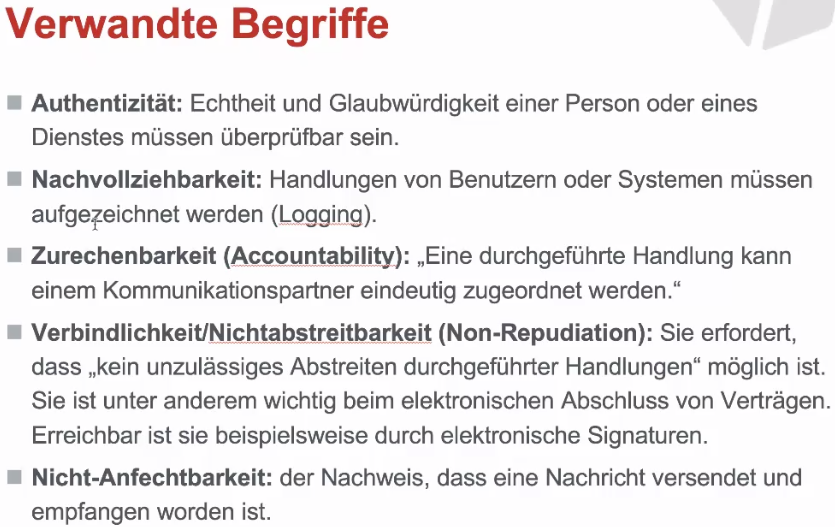 Verwandte Begriffe
Authentizität: Echtheit und Glaubwürdigkeit einer Person oder eines
Dienstes müssen überprüfbar sein.
Nachvollziehbarkeit: Handlungen von Benutzern oder Systemen müssen
aufgezeichnet werden (Logging).
Zurechenbarkeit (Accountability): „Eine durchgeführte Handlung kann
einem Kommunikationspartner eindeutig zugeordnet werden.“
Verbindlichkeit/Nichtabstreitbarkeit (Non-Repudiation): Sie erfordert,
dass „kein unzulässiges Abstreiten durchgeführter Handlungen“ möglich ist.
Sie ist unter anderem wichtig beim elektronischen Abschluss von Verträgen.
Erreichbar ist sie beispielsweise durch elektronische Signaturen.
Nicht-Anfechtbarkeit: der Nachweis, dass eine Nachricht versendet und
empfangen worden ist.